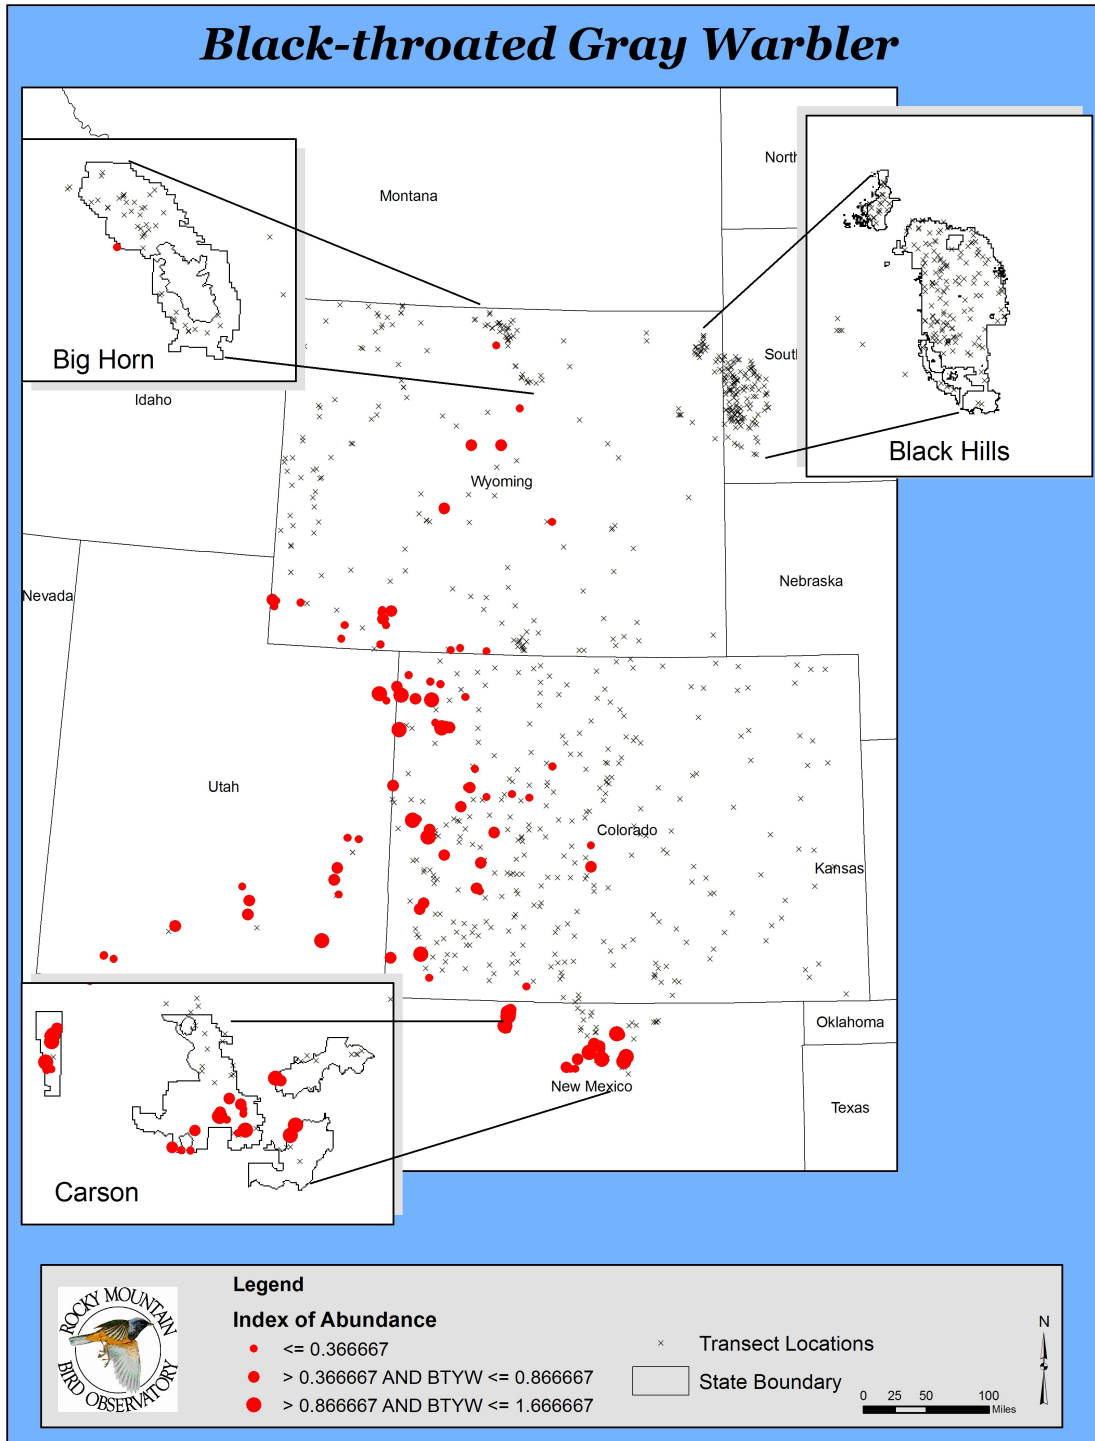 Black-throated Gray Warbler
North
Montana
Big Horn
Idaho
South
Black Hills
Wyoming
Nebraska
Nevada
Utah
Colorado
Kansas
Oklahoma
New Mexico
Texas
Carson
Legend
Index of Abundance
<= 0.366667
> 0.366667 AND BTYW <= 0.866667
> 0.866667 AND BTYW <= 1.666667
Transect Locations
State Boundary
N
0 25 50 100
Miles
ROCKY MOUNTAIN
BIRD OBSERVATORY